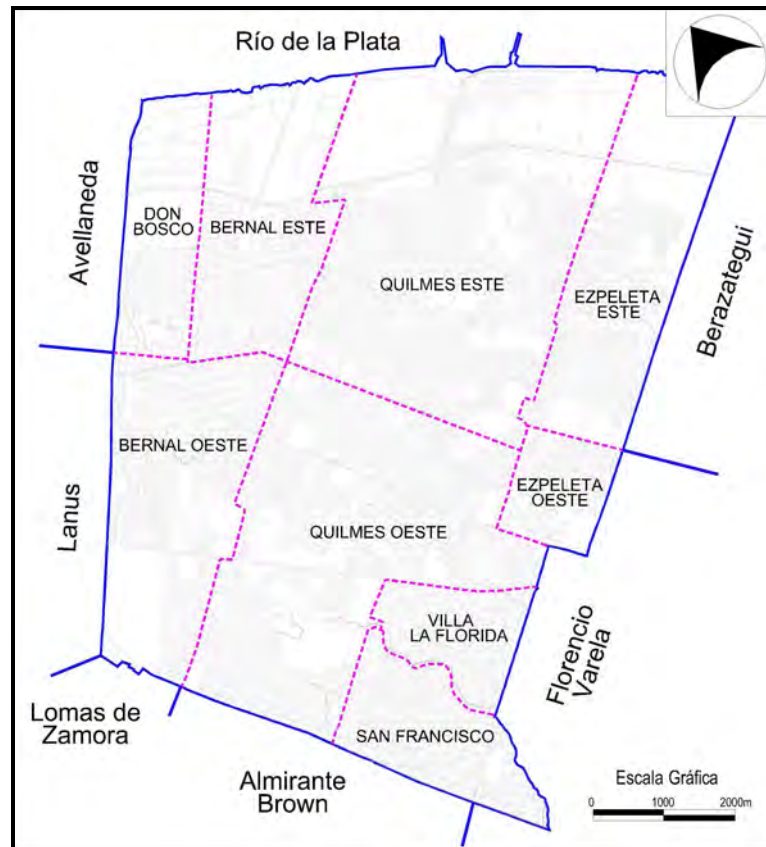 Río de la Plata
Avellaneda
DON
BOSCO
BERNAL ESTE
QUILMES ESTE
EZPELETA
ESTE
Berazategui
BERNAL OESTE
Lanus
QUILMES OESTE
EZPELETA
OESTE
VILLA
LA FLORIDA
Florencio
Varela
Lomas de
Zamora
SAN FRANCISCO
Almirante
Brown
Escala Gráfica
0 1000 2000m